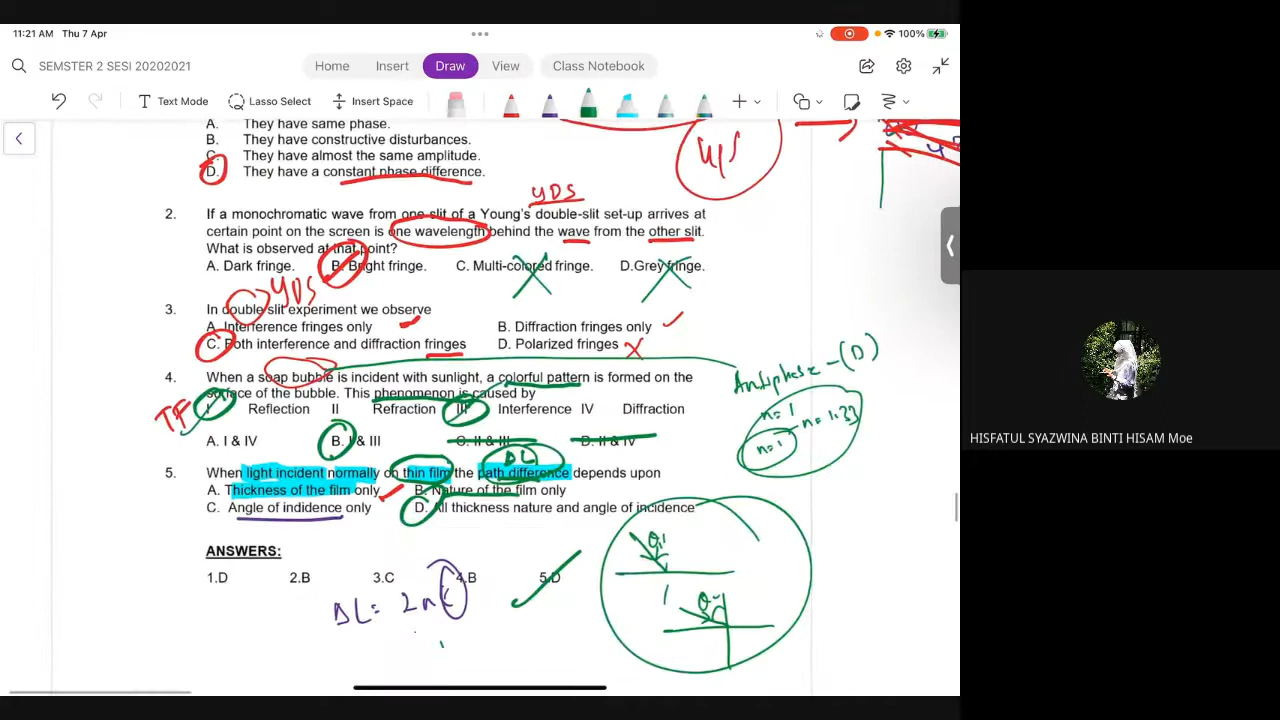 11:21 AM Thu 7 Apr
100%
SEMSTER 2 SESI 20202021
Home Insert Draw View Class Notebook
Text Mode Lasso Select Insert Space
A. They have same phase.
B. They have constructive disturbances.
C. They have almost the same amplitude.
D. They have a constant phase difference.
YDS
2. If a monochromatic wave from one slit of a Young's double-slit set-up arrives at
certain point on the screen is one wavelength behind the wave from the other slit.
What is observed at that point?
A. Dark fringe. B. Bright fringe. C. Multi-colored fringe. D.Grey fringe.
YDS
3. In double slit experiment we observe
A. Interference fringes only B. Diffraction fringes only
C. Both interference and diffraction fringes D. Polarized fringes
4. When a soap bubble is incident with sunlight, a colorful pattern is formed on the
surface of the bubble. This phenomenon is caused by
TF
I Reflection II Refraction III Interference IV Diffraction
A. I & IV B. I & III C. II & III D. II & IV
Antiphase - (D)
n=1
n=1.33
n=1
ΔL
5. When light incident normally on thin film the path difference depends upon
A. Thickness of the film only B. Nature of the film only
C. Angle of indidence only D. All thickness nature and angle of incidence
ANSWERS:
1.D 2.B 3.C 4.B 5.D
ΔL = 2nt
HISFATUL SYAZWINA BINTI HISAM Moe